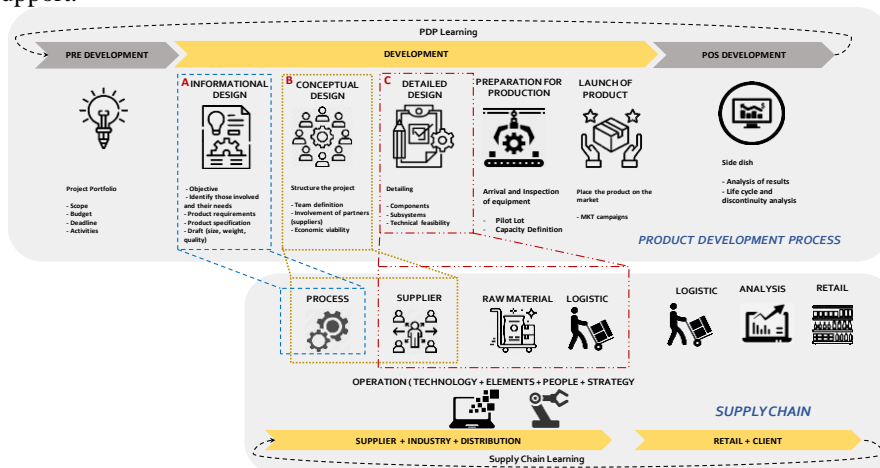 support.
PDP Learning
PRE DEVELOPMENT
DEVELOPMENT
POS DEVELOPMENT
A INFORMATIONAL
DESIGN
B CONCEPTUAL
DESIGN
C DETAILED
DESIGN
PREPARATION FOR
PRODUCTION
LAUNCH OF
PRODUCT
Project Portfolio
- Scope
- Budget
- Deadline
- Activities
- Objective
- Identify those involved
and their needs
- Product requirements
- Product specification
- Draft (size, weight,
quality)
Structure the project
- Team definition
- Involvement of partners
(suppliers)
- Economic viability
Detailing
- Components
- Subsystems
- Technical feasibility
Arrival and Inspection
of equipment
- Pilot Lot
- Capacity Definition
Place the product on the
market
- MKT campaigns
Side dish
- Analysis of results
- Life cycle and
discontinuity analysis
PRODUCT DEVELOPMENT PROCESS
PROCESS
SUPPLIER
RAW MATERIAL
LOGISTIC
LOGISTIC
ANALYSIS
RETAIL
OPERATION ( TECHNOLOGY + ELEMENTS + PEOPLE + STRATEGY
SUPPLY CHAIN
SUPPLIER + INDUSTRY + DISTRIBUTION
RETAIL + CLIENT
Supply Chain Learning